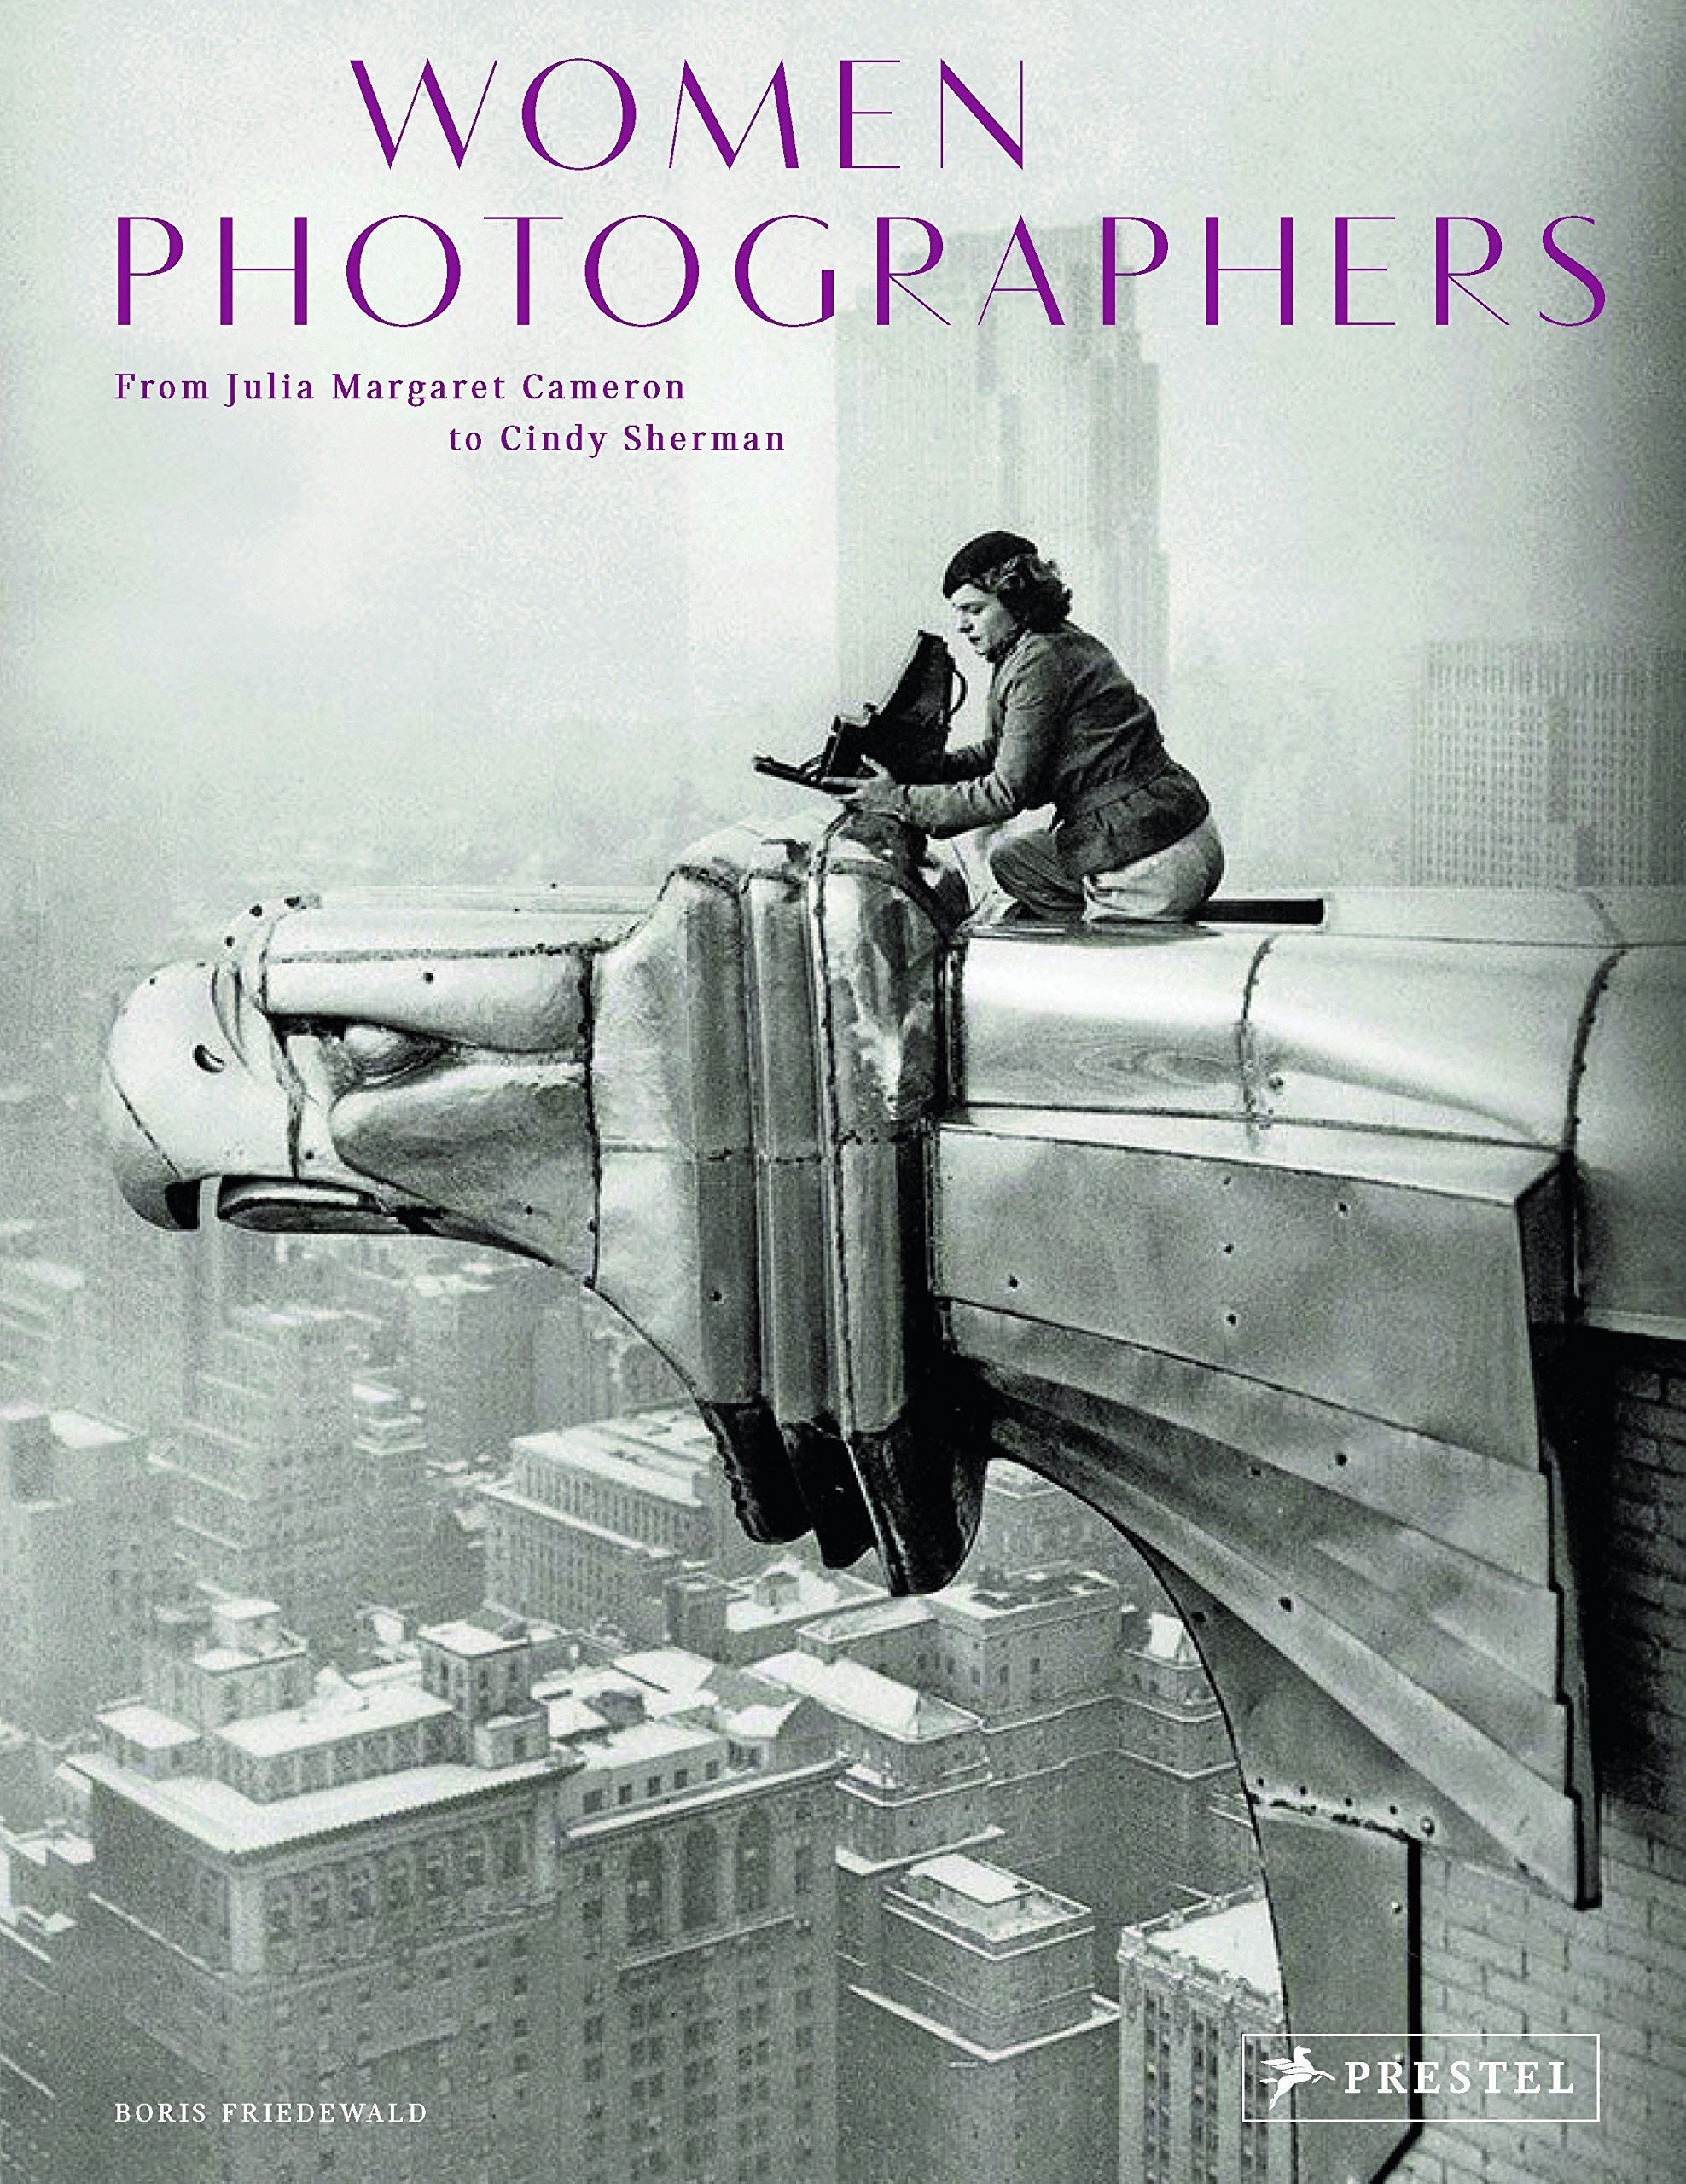 WOMEN
PHOTOGRAPHERS
From Julia Margaret Cameron
to Cindy Sherman
BORIS FRIEDEWALD
PRESTEL